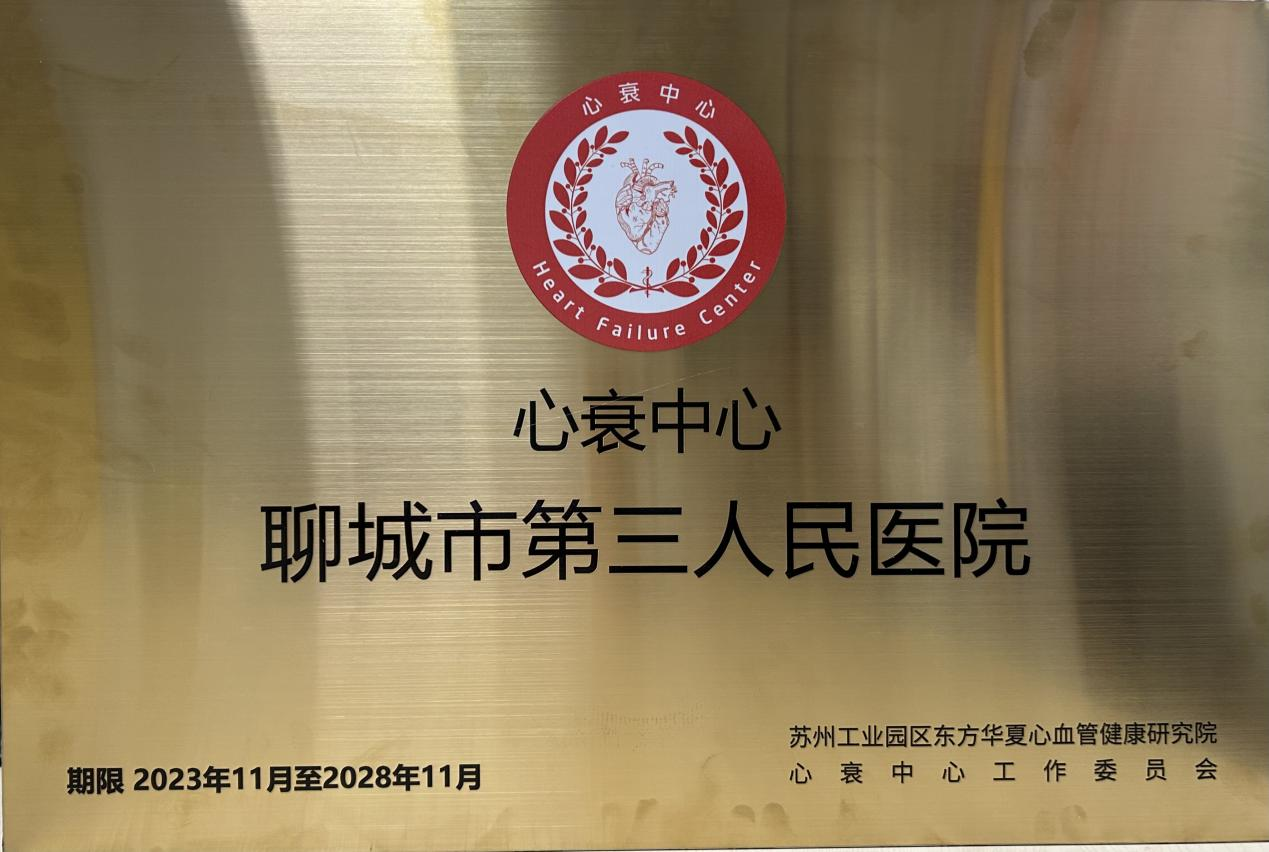 心衰中心
Heart Failure Center
心衰中心
聊城市第三人民医院
苏州工业园区东方华夏心血管健康研究院
期限 2023年11月至2028年11月
心衰中心工作委员会